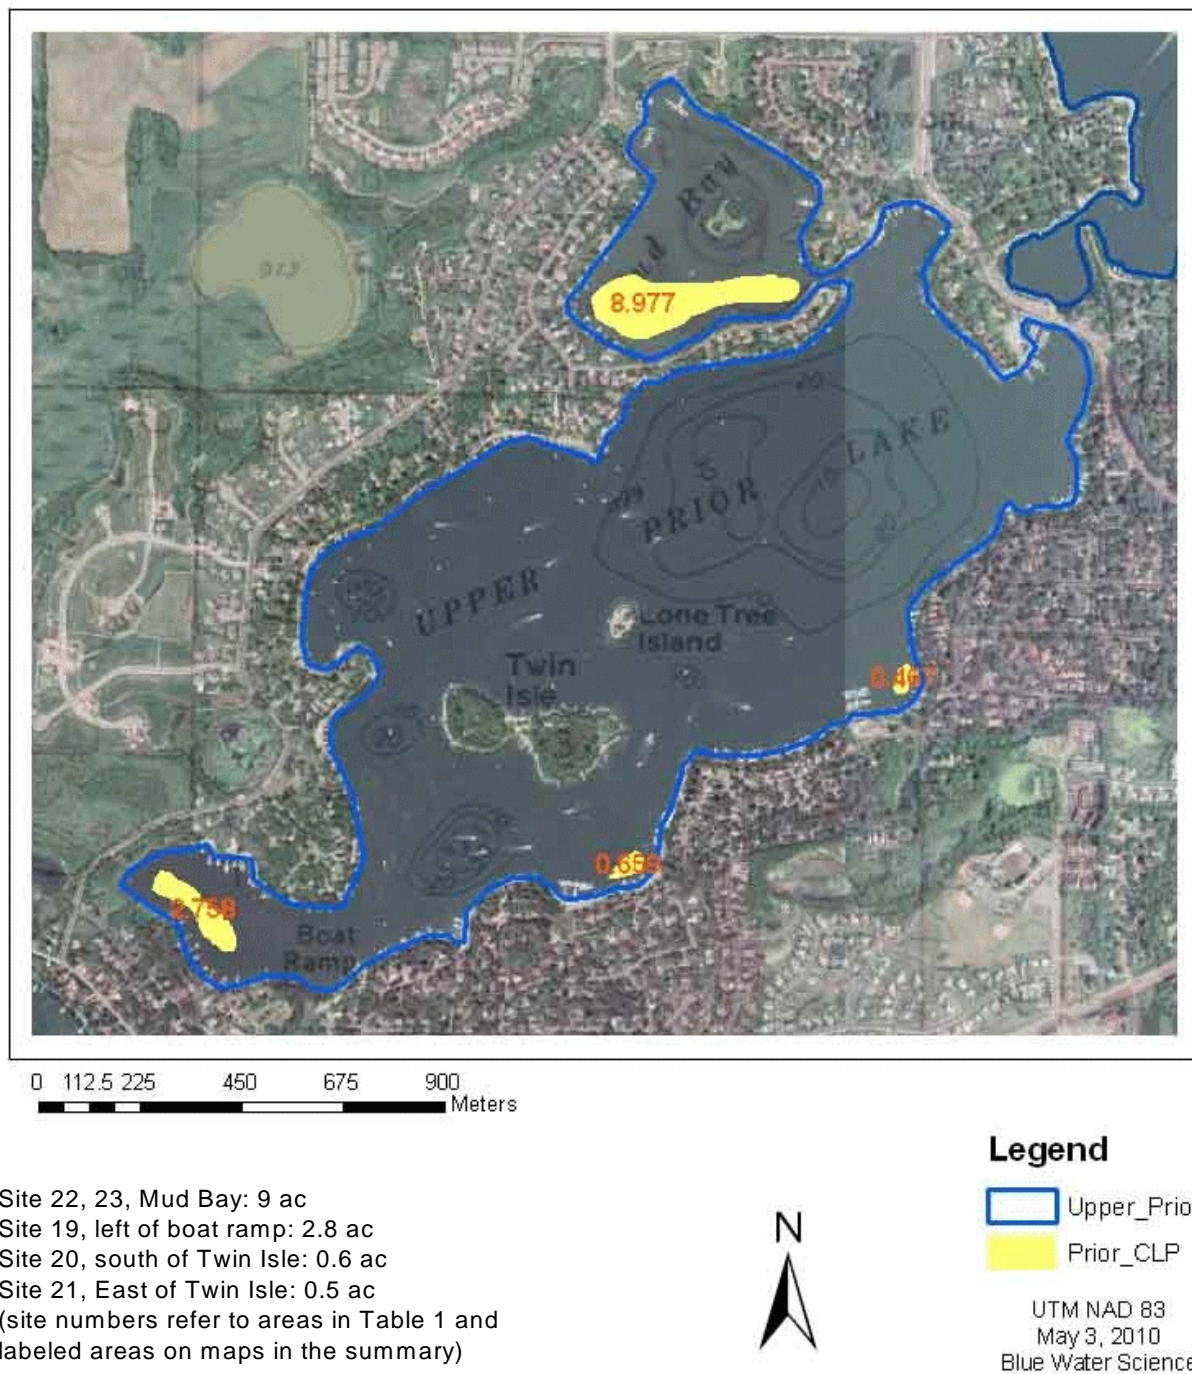 Bay
8.977
LAKE
PRIOR
UPPER
Lone Tree
Island
Twin
Isle
Boat
Ramp
0 112.5 225 450 675 900
Meters
Site 22, 23, Mud Bay: 9 ac
Site 19, left of boat ramp: 2.8 ac
Site 20, south of Twin Isle: 0.6 ac
Site 21, East of Twin Isle: 0.5 ac
(site numbers refer to areas in Table 1 and
labeled areas on maps in the summary)
N
Legend
Upper_Prio
Prior_CLP
UTM NAD 83
May 3, 2010
Blue Water Science